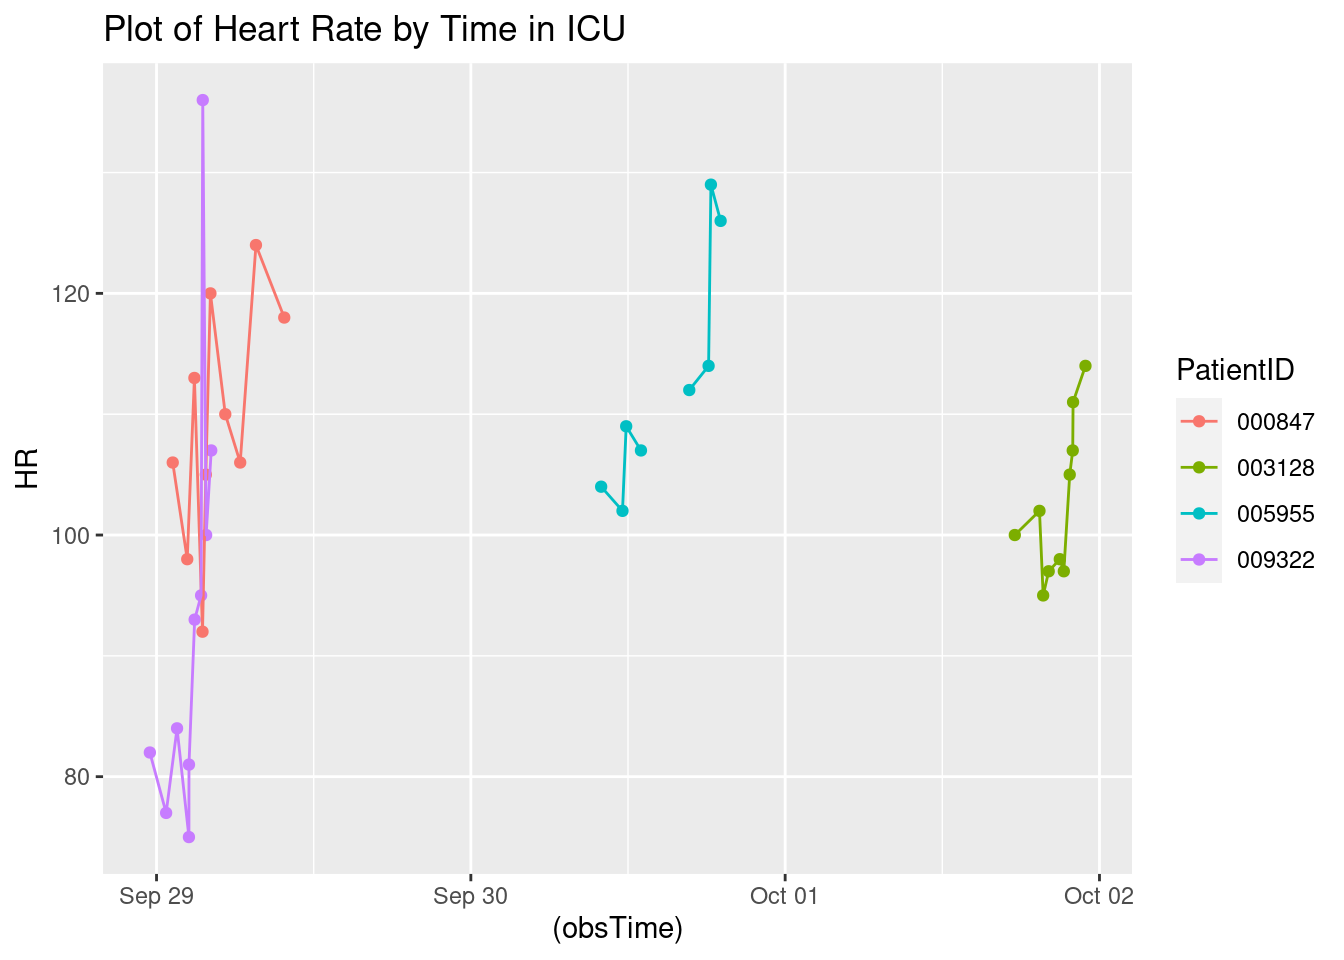 Plot of Heart Rate by Time in ICU
HR
120
100
80
Sep 29
Sep 30
Oct 01
Oct 02
(obsTime)
PatientID
000847
003128
005955
009322